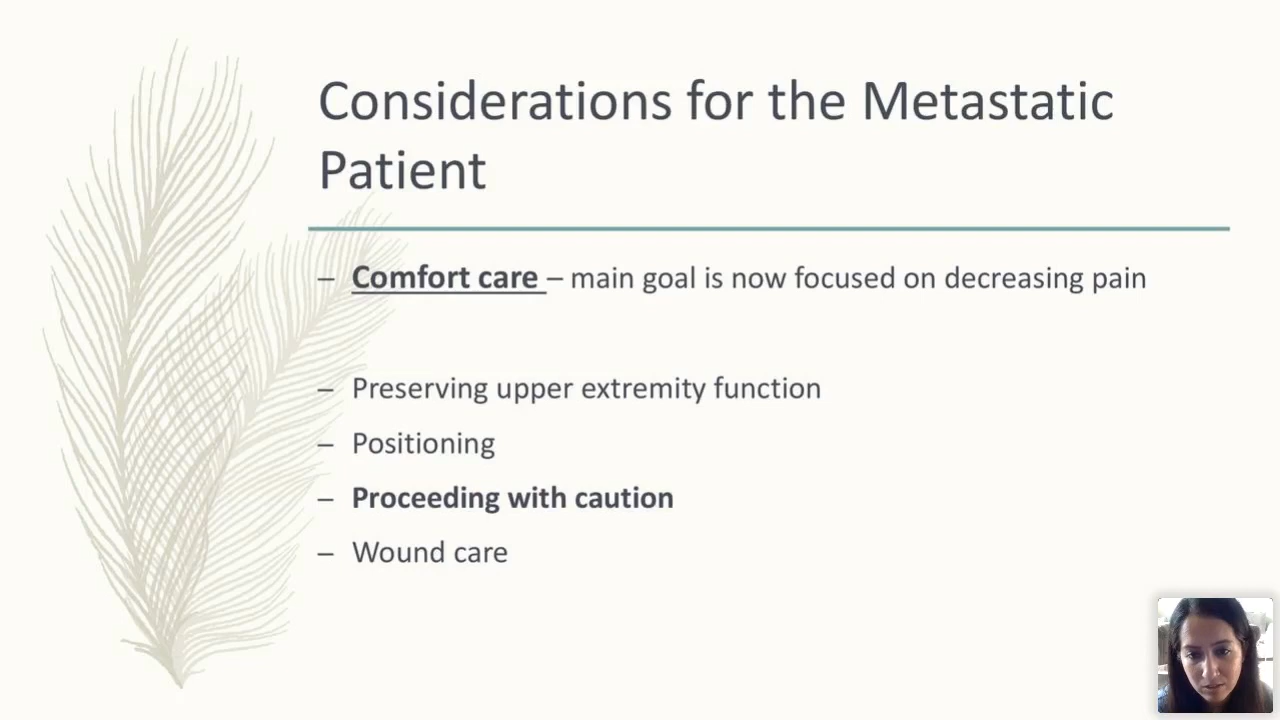 Considerations for the Metastatic
Patient
– Comfort care – main goal is now focused on decreasing pain
– Preserving upper extremity function
– Positioning
– Proceeding with caution
– Wound care